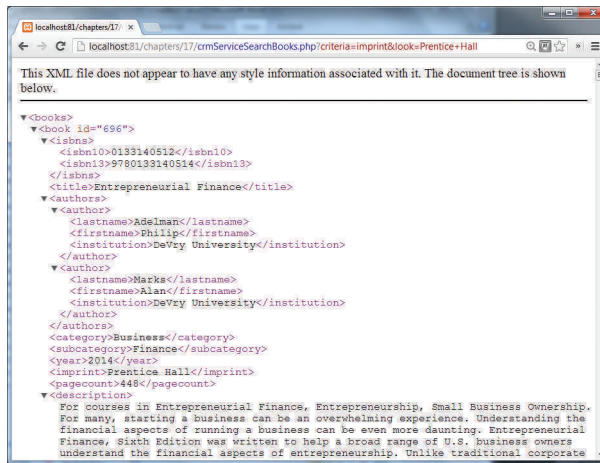 localhost:81/chapters/17/
localhost:81/chapters/17/crmServiceSearchBooks.php?criteria=imprint&look=Prentice+Hall
This XML file does not appear to have any style information associated with it. The document tree is shown
below.
▼<books>
▼<book id="696">
▼<isbns>
<isbn10>0133140512</isbn10>
<isbn13>9780133140514</isbn13>
</isbns>
<title>Entrepreneurial Finance</title>
▼<authors>
▼<author>
<lastname>Adelman</lastname>
<firstname>Philip</firstname>
<institution>DeVry University</institution>
</author>
▼<author>
<lastname>Marks</lastname>
<firstname>Alan</firstname>
<institution>DeVry University</institution>
</author>
</authors>
<category>Business</category>
<subcategory>Finance</subcategory>
<year>2014</year>
<imprint>Prentice Hall</imprint>
<pagecount>448</pagecount>
▼<description>
For courses in Entrepreneurial Finance, Entrepreneurship, Small Business Ownership.
For many, starting a business can be an overwhelming experience. Understanding the
financial aspects of running a business can be even more daunting. Entrepreneurial
Finance, Sixth Edition was written to help a broad range of U.S. business owners
understand the financial aspects of entrepreneurship. Unlike traditional corporate